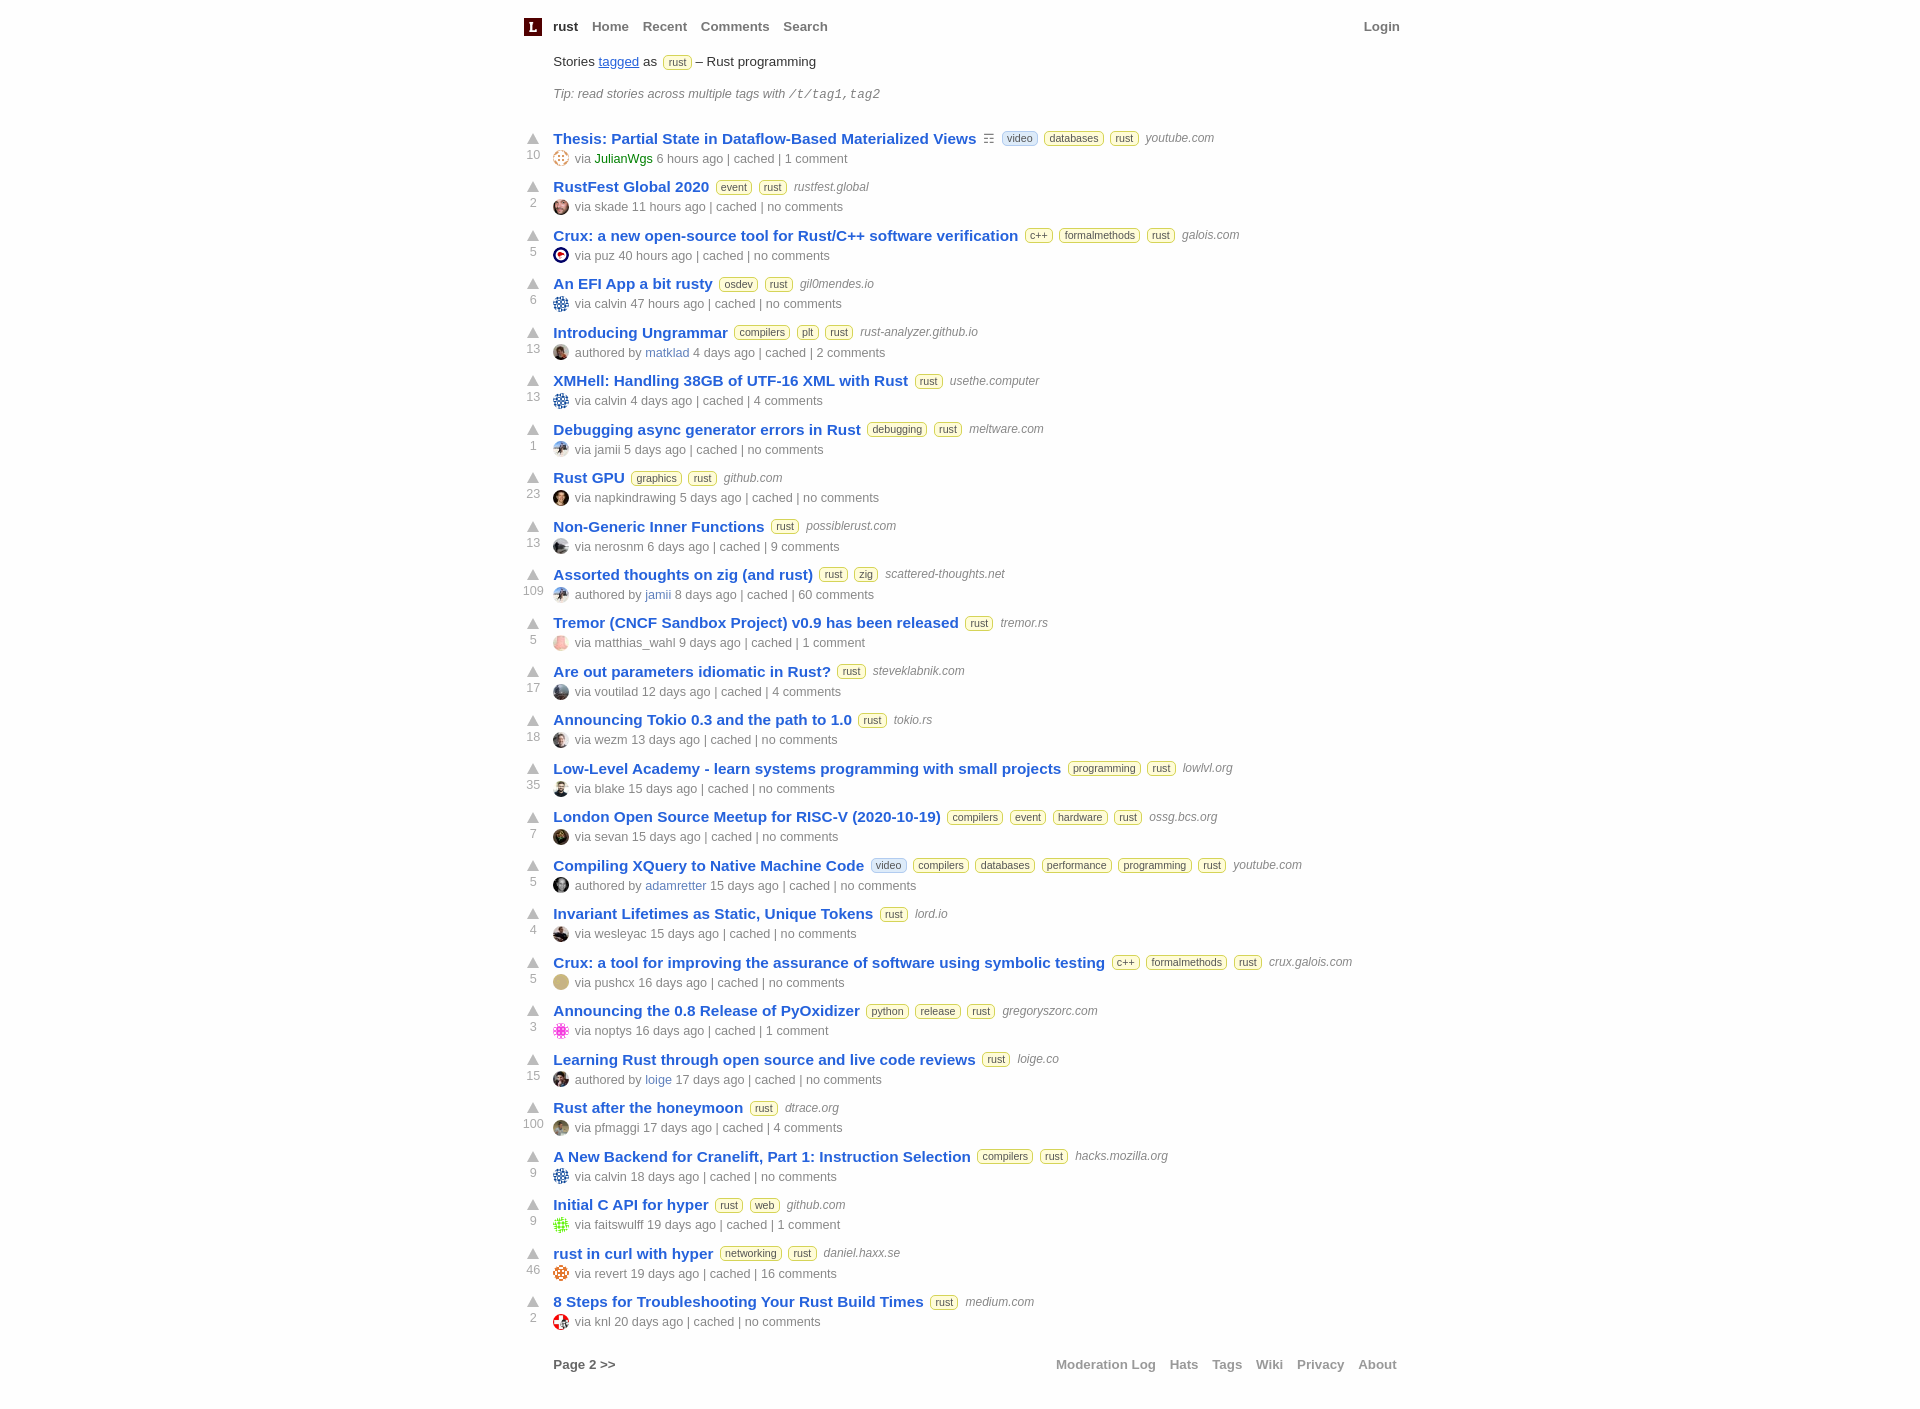 L rust Home Recent Comments Search Login
Stories tagged as rust – Rust programming
Tip: read stories across multiple tags with /t/tag1,tag2
Thesis: Partial State in Dataflow-Based Materialized Views ☶ video databases rust youtube.com
10 via JulianWgs 6 hours ago | cached | 1 comment
RustFest Global 2020 event rust rustfest.global
2 via skade 11 hours ago | cached | no comments
Crux: a new open-source tool for Rust/C++ software verification c++ formalmethods rust galois.com
5 via puz 40 hours ago | cached | no comments
An EFI App a bit rusty osdev rust gil0mendes.io
6 via calvin 47 hours ago | cached | no comments
Introducing Ungrammar compilers plt rust rust-analyzer.github.io
13 authored by matklad 4 days ago | cached | 2 comments
XMHell: Handling 38GB of UTF-16 XML with Rust rust usethe.computer
13 via calvin 4 days ago | cached | 4 comments
Debugging async generator errors in Rust debugging rust meltware.com
1 via jamii 5 days ago | cached | no comments
Rust GPU graphics rust github.com
23 via napkindrawing 5 days ago | cached | no comments
Non-Generic Inner Functions rust possiblerust.com
13 via nerosnm 6 days ago | cached | 9 comments
Assorted thoughts on zig (and rust) rust zig scattered-thoughts.net
109 authored by jamii 8 days ago | cached | 60 comments
Tremor (CNCF Sandbox Project) v0.9 has been released rust tremor.rs
5 via matthias_wahl 9 days ago | cached | 1 comment
Are out parameters idiomatic in Rust? rust steveklabnik.com
17 via voutilad 12 days ago | cached | 4 comments
Announcing Tokio 0.3 and the path to 1.0 rust tokio.rs
18 via wezm 13 days ago | cached | no comments
Low-Level Academy - learn systems programming with small projects programming rust lowlvl.org
35 via blake 15 days ago | cached | no comments
London Open Source Meetup for RISC-V (2020-10-19) compilers event hardware rust ossg.bcs.org
7 via sevan 15 days ago | cached | no comments
Compiling XQuery to Native Machine Code video compilers databases performance programming rust youtube.com
5 authored by adamretter 15 days ago | cached | no comments
Invariant Lifetimes as Static, Unique Tokens rust lord.io
4 via wesleyac 15 days ago | cached | no comments
Crux: a tool for improving the assurance of software using symbolic testing c++ formalmethods rust crux.galois.com
5 via pushcx 16 days ago | cached | no comments
Announcing the 0.8 Release of PyOxidizer python release rust gregoryszorc.com
3 via noptys 16 days ago | cached | 1 comment
Learning Rust through open source and live code reviews rust loige.co
15 authored by loige 17 days ago | cached | no comments
Rust after the honeymoon rust dtrace.org
100 via pfmaggi 17 days ago | cached | 4 comments
A New Backend for Cranelift, Part 1: Instruction Selection compilers rust hacks.mozilla.org
9 via calvin 18 days ago | cached | no comments
Initial C API for hyper rust web github.com
9 via faitswulff 19 days ago | cached | 1 comment
rust in curl with hyper networking rust daniel.haxx.se
46 via revert 19 days ago | cached | 16 comments
8 Steps for Troubleshooting Your Rust Build Times rust medium.com
2 via knl 20 days ago | cached | no comments
Page 2 >> Moderation Log Hats Tags Wiki Privacy About